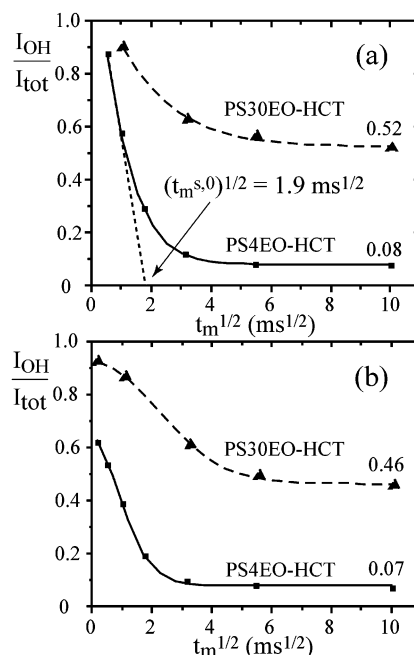 I_OH
I_tot
1.0
0.8
0.6
0.4
0.2
0
(a)
PS30EO-HCT
0.52
(t_m^s,0)^1/2 = 1.9 ms^1/2
PS4EO-HCT
0.08
0 2 4 6 8 10
t_m^1/2 (ms^1/2)
I_OH
I_tot
1.0
0.8
0.6
0.4
0.2
0
(b)
PS30EO-HCT
0.46
PS4EO-HCT
0.07
0 2 4 6 8 10
t_m^1/2 (ms^1/2)